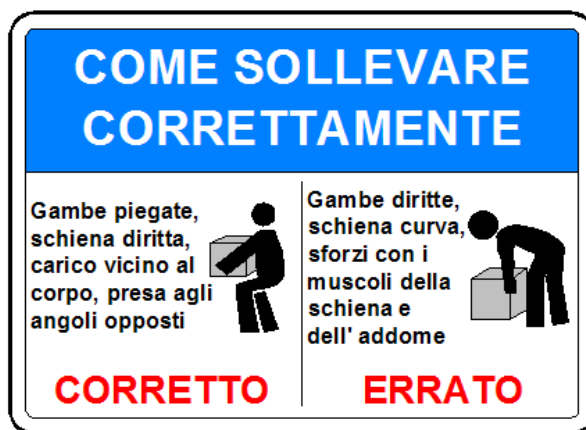 COME SOLLEVARE
CORRETTAMENTE
Gambe piegate,
schiena diritta,
carico vicino al
corpo, presa agli
angoli opposti
CORRETTO
Gambe diritte,
schiena curva,
sforzi con i
muscoli della
schiena e
dell' addome
ERRATO